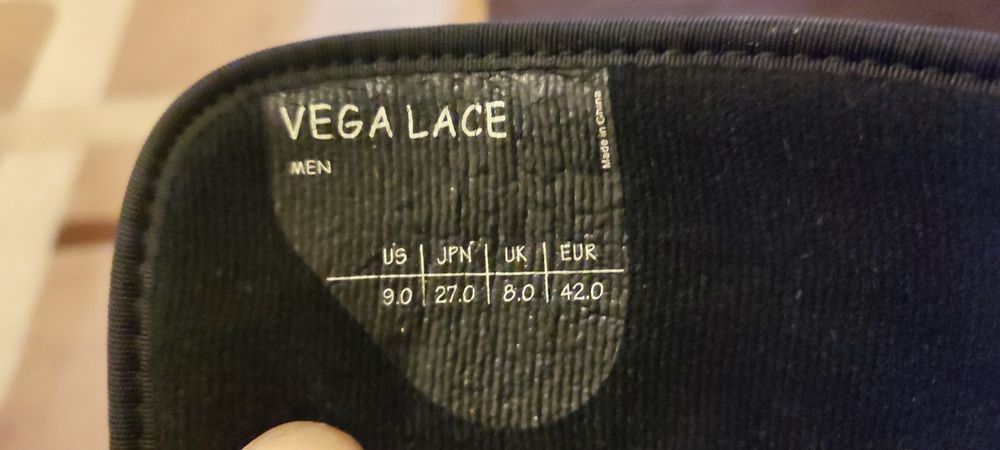 VEGA LACE
MEN
Made in China
US JPN UK EUR
9.0 27.0 8.0 42.0